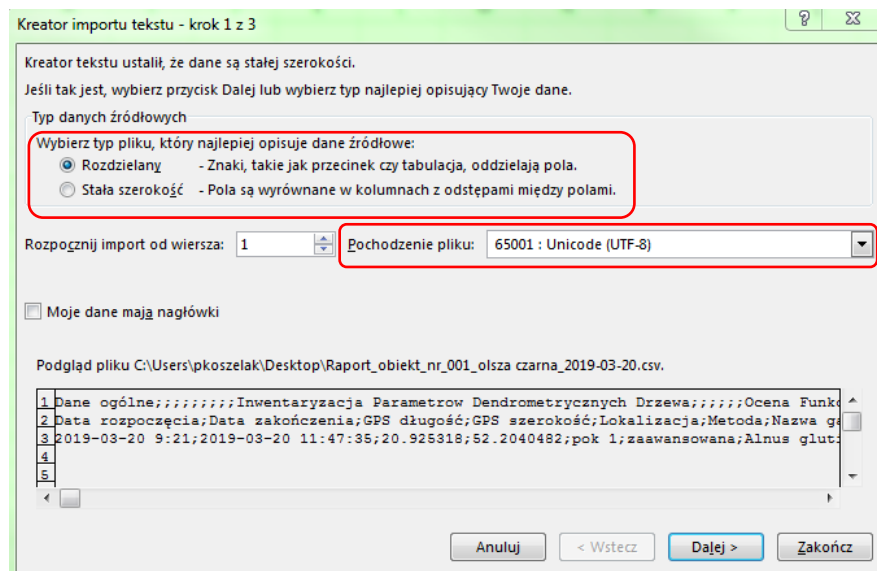 Kreator importu tekstu - krok 1 z 3
Kreator tekstu ustalił, że dane są stałej szerokości.
Jeśli tak jest, wybierz przycisk Dalej lub wybierz typ najlepiej opisujący Twoje dane.
Typ danych źródłowych
Wybierz typ pliku, który najlepiej opisuje dane źródłowe:
Rozdzielany - Znaki, takie jak przecinek czy tabulacja, oddzielają pola.
Stała szerokość - Pola są wyrównane w kolumnach z odstępami między polami.
Rozpocznij import od wiersza: 1 Pochodzenie pliku: 65001 : Unicode (UTF-8)
Moje dane mają nagłówki
Podgląd pliku C:\Users\pkoszelak\Desktop\Raport_obiekt_nr_001_olsza czarna_2019-03-20.csv.
1 Dane ogólne;;;;;;;;;Inwentaryzacja Parametrow Dendrometrycznych Drzewa;;;;;;Ocena Funk
2 Data rozpoczęcia;Data zakończenia;GPS długość;GPS szerokość;Lokalizacja;Metoda;Nazwa ga
3 2019-03-20 9:21;2019-03-20 11:47:35;20.925318;52.2040482;pok 1;zaawansowana;Alnus glut
4
5
Anuluj < Wstecz Dalej > Zakończ